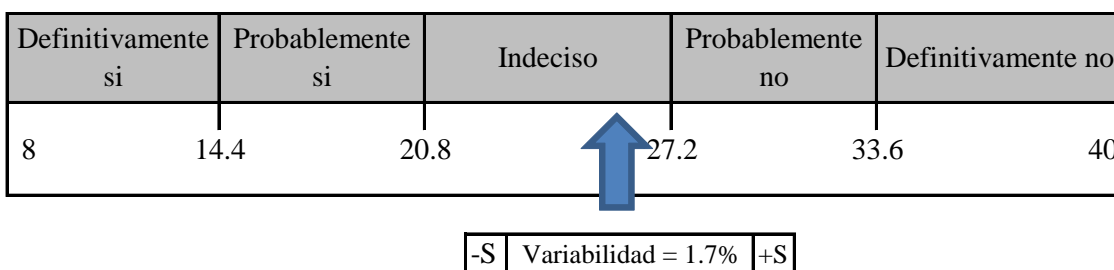 Definitivamente si
Probablemente si
Indeciso
Probablemente no
Definitivamente no
8 14.4 20.8 27.2 33.6 40
-S Variabilidad = 1.7% +S